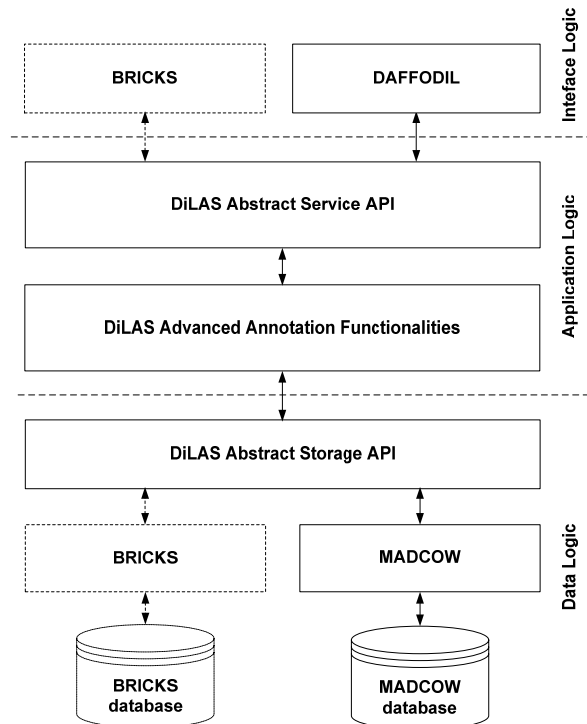 BRICKS
DAFFODIL
Inteface Logic
DiLAS Abstract Service API
DiLAS Advanced Annotation Functionalities
Application Logic
DiLAS Abstract Storage API
BRICKS
MADCOW
Data Logic
BRICKS
database
MADCOW
database